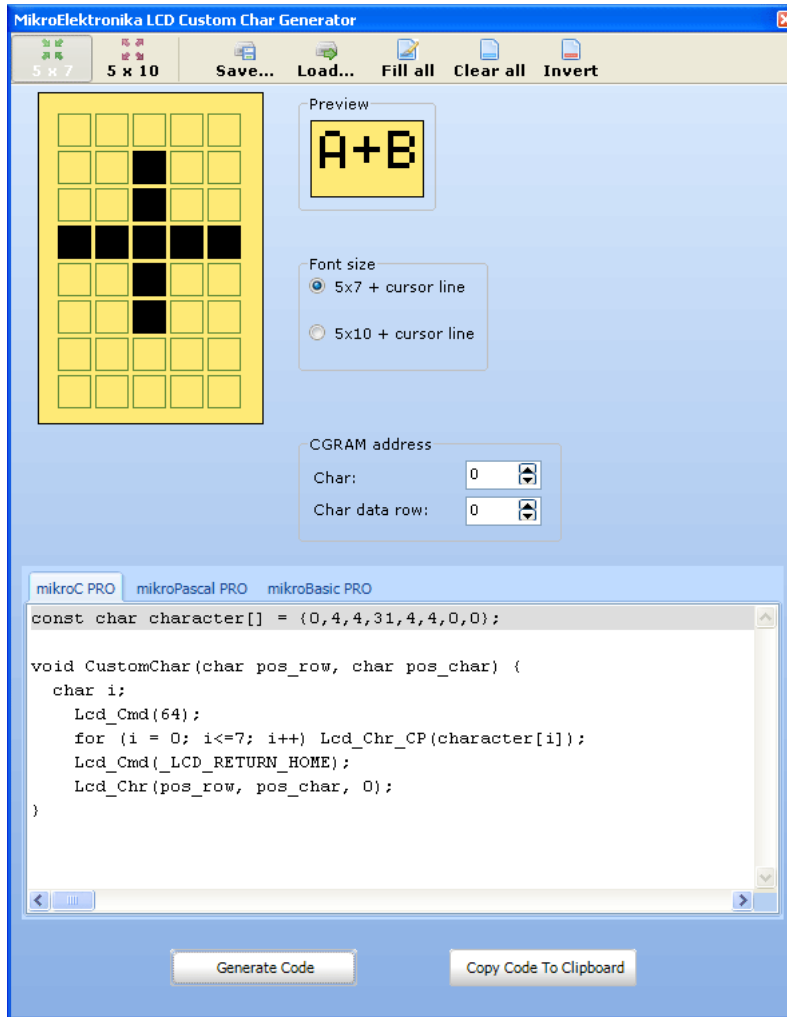 MikroElektronika LCD Custom Char Generator
5 x 7 5 x 10 Save... Load... Fill all Clear all Invert
Preview
A+B
Font size
5x7 + cursor line
5x10 + cursor line
CGRAM address
Char: 0
Char data row: 0
mikroC PRO mikroPascal PRO mikroBasic PRO
const char character[] = {0,4,4,31,4,4,0,0};
void CustomChar(char pos_row, char pos_char) {
  char i;
    Lcd_Cmd(64);
    for (i = 0; i<=7; i++) Lcd_Chr_CP(character[i]);
    Lcd_Cmd(_LCD_RETURN_HOME);
    Lcd_Chr(pos_row, pos_char, 0);
}
Generate Code Copy Code To Clipboard